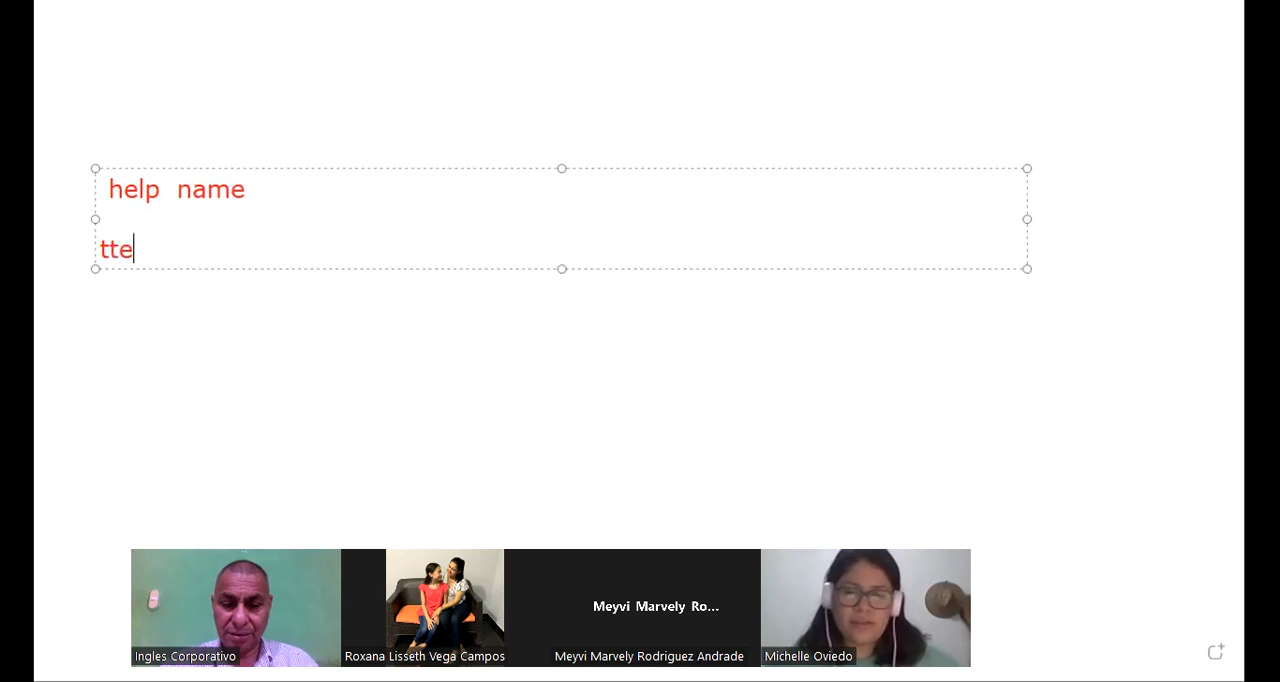 help name
tte
Meyvi Marvely Ro...
Ingles Corporativo
Roxana Lisseth Vega Campos
Meyvi Marvely Rodriguez Andrade
Michelle Oviedo